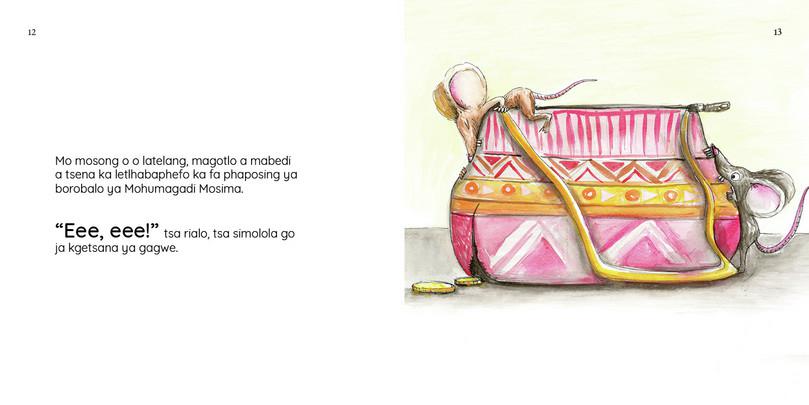 12
13
Mo mosong o o latelang, magotlo a mabedi
a tsena ka letlhabaphefo ka fa phaposing ya
borobalo ya Mohumagadi Mosima.
“Eee, eee!” tsa rialo, tsa simolola go
ja kgetsana ya gagwe.